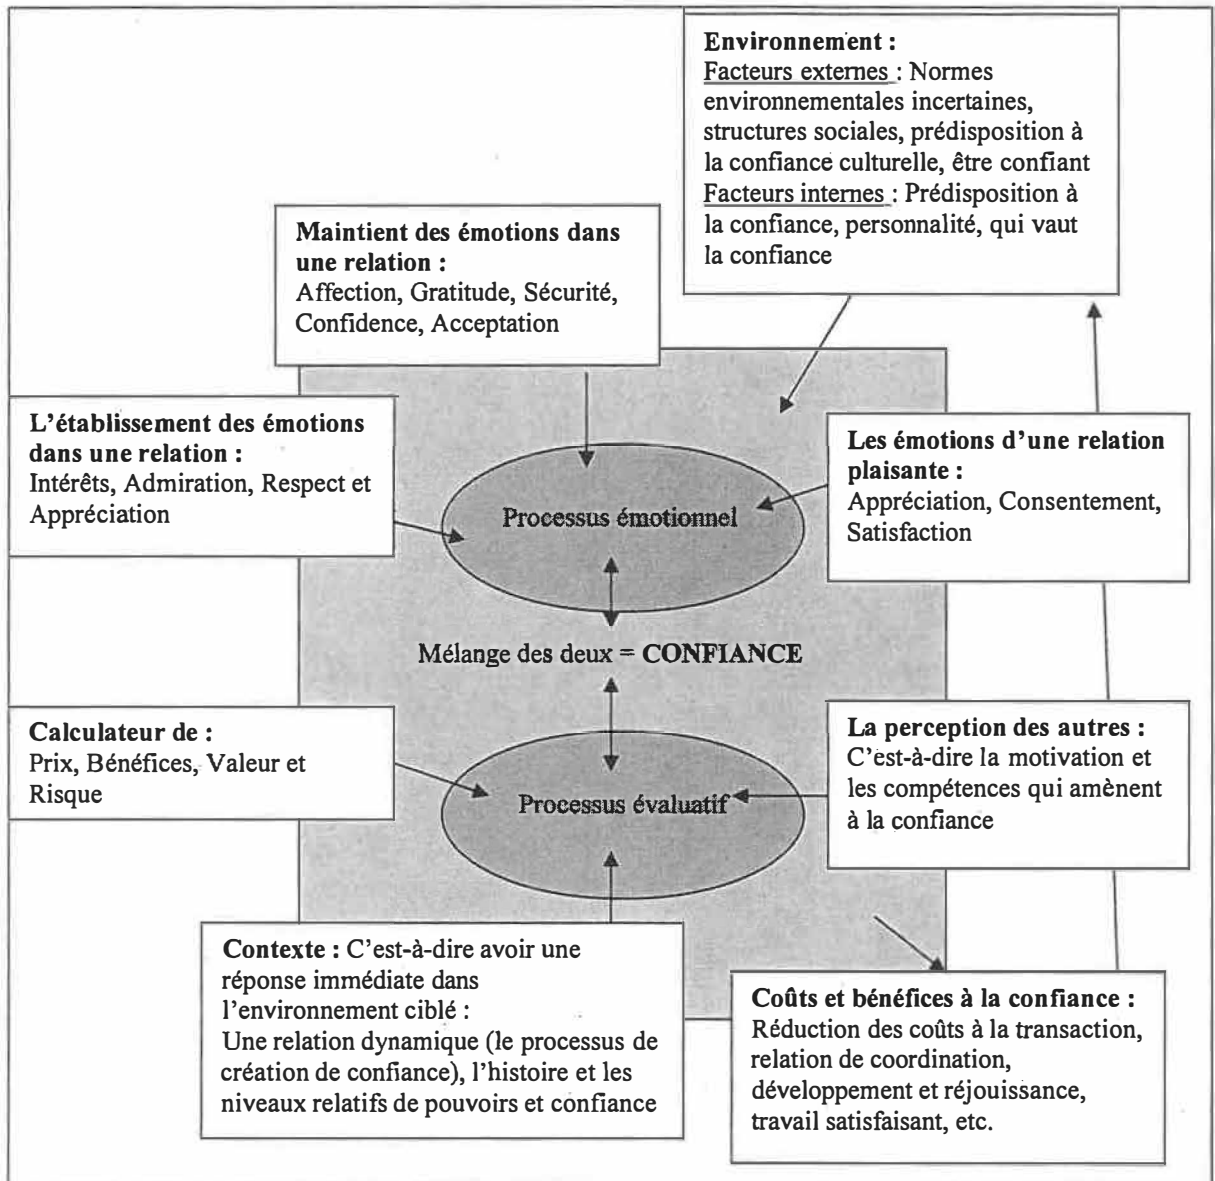 Environnement :
Facteurs externes : Normes
environnementales incertaines,
structures sociales, prédisposition à
la confiance culturelle, être confiant
Facteurs internes : Prédisposition à
la confiance, personnalité, qui vaut
la confiance
Maintient des émotions dans
une relation :
Affection, Gratitude, Sécurité,
Confidence, Acceptation
L'établissement des émotions
dans une relation :
Intérêts, Admiration, Respect et
Appréciation
Les émotions d'une relation
plaisante :
Appréciation, Consentement,
Satisfaction
Processus émotionnel
Mélange des deux = CONFIANCE
Calculateur de :
Prix, Bénéfices, Valeur et
Risque
La perception des autres :
C'est-à-dire la motivation et
les compétences qui amènent
à la confiance
Processus évaluatif
Contexte : C'est-à-dire avoir une
réponse immédiate dans
l'environnement ciblé :
Une relation dynamique (le processus de
création de confiance), l'histoire et les
niveaux relatifs de pouvoirs et confiance
Coûts et bénéfices à la confiance :
Réduction des coûts à la transaction,
relation de coordination,
développement et réjouissance,
travail satisfaisant, etc.